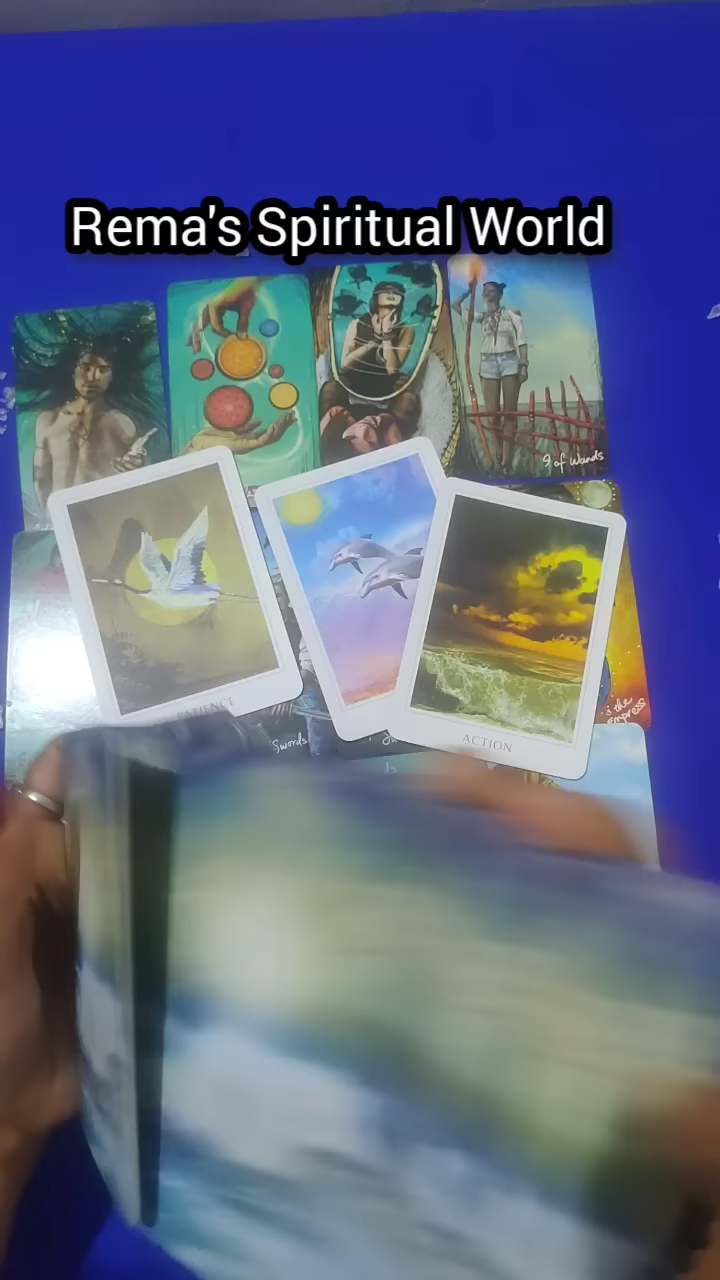 Rema's Spiritual World
9 of Wands
PATIENCE
the
Empress
Swords
ACTION